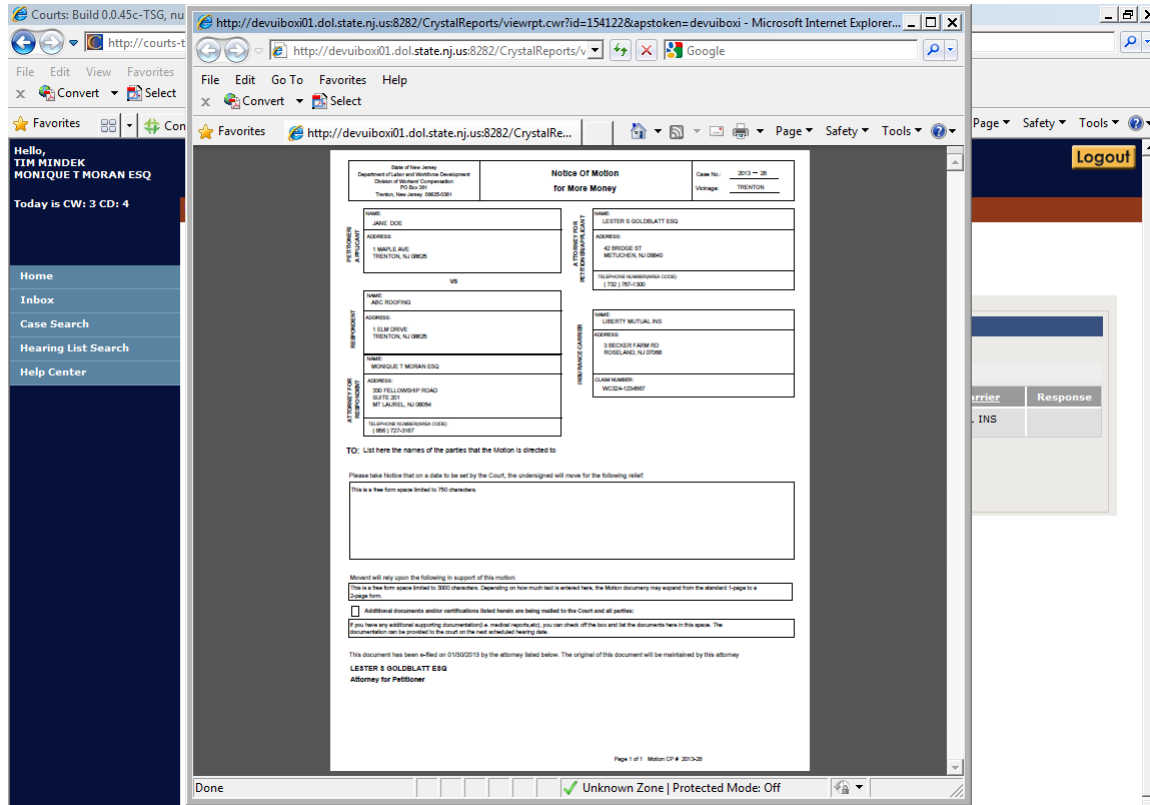 Courts: Build 0.0.45c-TSG, nu
http://courts-t
File Edit View Favorites
x Convert Select
Favorites Con
Hello,
TIM MINDEK
MONIQUE T MORAN ESQ
Today is CW: 3 CD: 4
Home
Inbox
Case Search
Hearing List Search
Help Center
http://devuiboxi01.dol.state.nj.us:8282/CrystalReports/viewrpt.cwr?id=154122&apstoken=devuiboxi - Microsoft Internet Explorer...
http://devuiboxi01.dol.state.nj.us:8282/CrystalReports/v
Google
File Edit Go To Favorites Help
x Convert Select
Favorites http://devuiboxi01.dol.state.nj.us:8282/CrystalRe... Page Safety Tools
State of New Jersey
Department of Labor and Workforce Development
Division of Workers' Compensation
PO Box 381
Trenton, New Jersey 08625-0381
Notice Of Motion
for More Money
Case No.: 2013 — 28
Vicinage: TRENTON
PETITIONER/
APPLICANT
NAME:
JANE DOE
ADDRESS:
1 MAPLE AVE
TRENTON, NJ 08625
VS
ATTORNEY FOR
PETITIONER/APPLICANT
NAME:
LESTER S GOLDBLATT ESQ
ADDRESS:
42 BRIDGE ST
METUCHEN, NJ 08840
TELEPHONE NUMBER(AREA CODE):
( 732 ) 767-1300
RESPONDENT
NAME:
ABC ROOFING
ADDRESS:
1 ELM DRIVE
TRENTON, NJ 08625
INSURANCE CARRIER
NAME:
LIBERTY MUTUAL INS
ADDRESS:
3 BECKER FARM RD
ROSELAND, NJ 07068
CLAIM NUMBER:
WC324-1234567
ATTORNEY FOR
RESPONDENT
NAME:
MONIQUE T MORAN ESQ
ADDRESS:
330 FELLOWSHIP ROAD
SUITE 201
MT LAUREL, NJ 08054
TELEPHONE NUMBER(AREA CODE):
( 856 ) 727-3167
TO: List here the names of the parties that the Motion is directed to
Please take Notice that on a date to be set by the Court, the undersigned will move for the following relief:
This is a free form space limited to 750 characters.
Movent will rely upon the following in support of this motion:
This is a free form space limited to 3000 characters. Depending on how much text is entered here, the Motion documeny may expand from the standard 1-page to a
2-page form.
Additional documents and/or certifications listed herein are being mailed to the Court and all parties:
If you have any additional supporting documentation(i.e. medical reports,etc), you can check off the box and list the documents here in this space. The
documentation can be provided to the court on the next scheduled hearing date.
This document has been e-filed on 01/30/2013 by the attorney listed below. The original of this document will be maintained by this attorney
LESTER S GOLDBLATT ESQ
Attorney for Petitioner
Page 1 of 1 Motion CP # 2013-28
Done
Unknown Zone | Protected Mode: Off
Page Safety Tools
Logout
arrier Response
INS